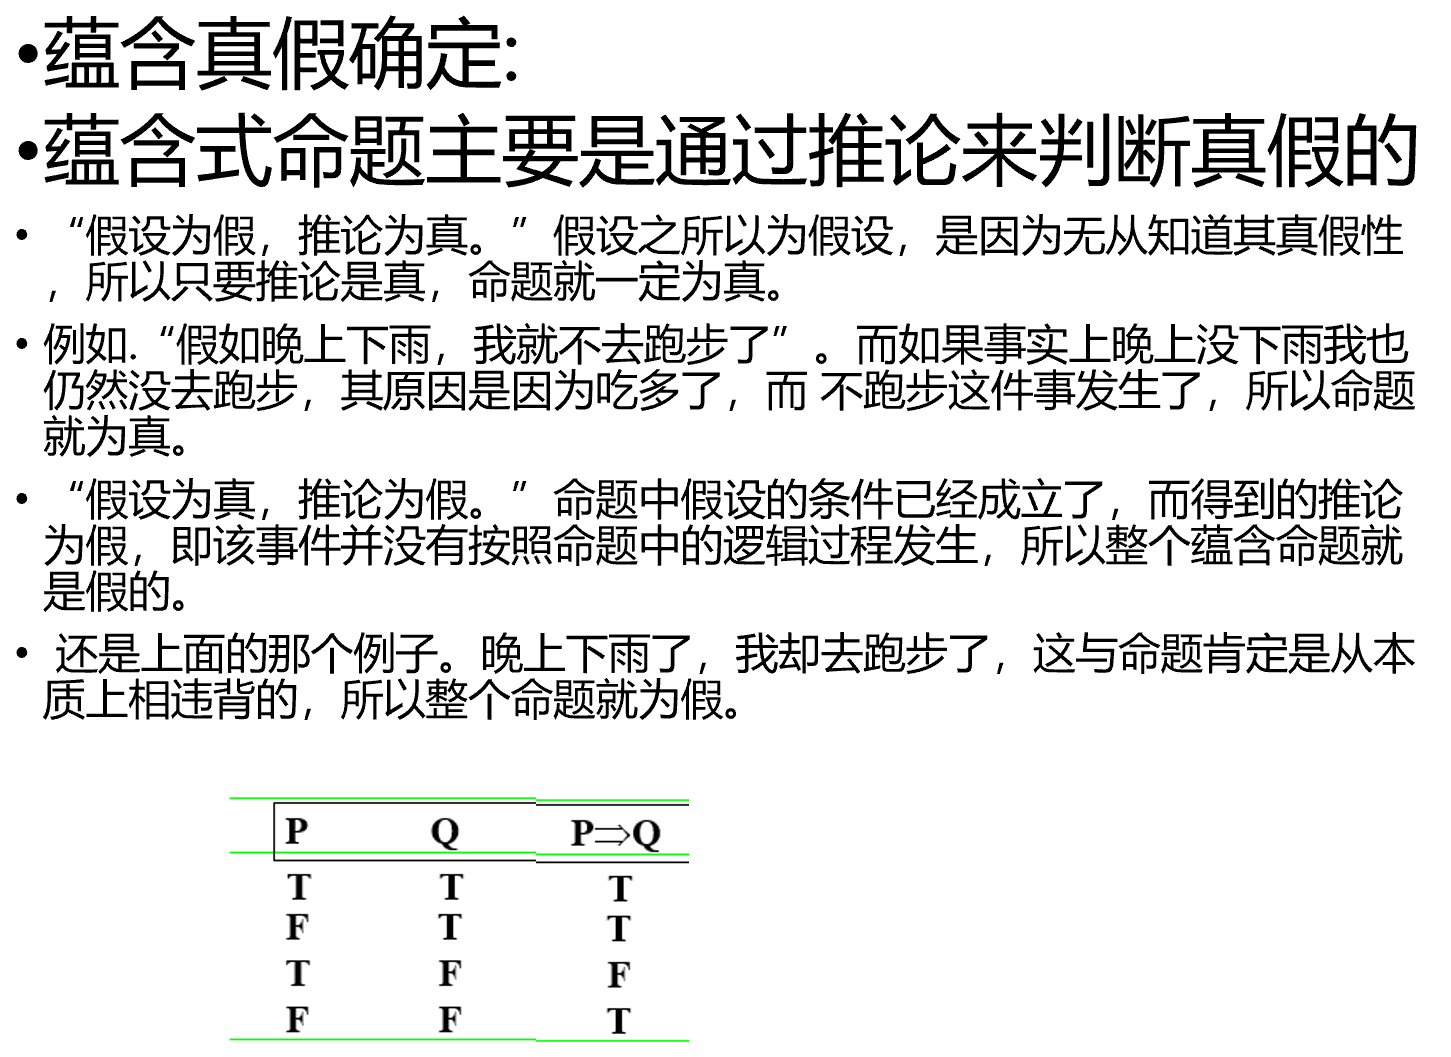 •蕴含真假确定:
•蕴含式命题主要是通过推论来判断真假的
• “假设为假，推论为真。”假设之所以为假设，是因为无从知道其真假性
，所以只要推论是真，命题就一定为真。
• 例如.“假如晚上下雨，我就不去跑步了”。而如果事实上晚上没下雨我也
仍然没去跑步，其原因是因为吃多了，而 不跑步这件事发生了，所以命题
就为真。
• “假设为真，推论为假。”命题中假设的条件已经成立了，而得到的推论
为假，即该事件并没有按照命题中的逻辑过程发生，所以整个蕴含命题就
是假的。
• 还是上面的那个例子。晚上下雨了，我却去跑步了，这与命题肯定是从本
质上相违背的，所以整个命题就为假。
P Q P⇒Q
T T T
F T T
T F F
F F T